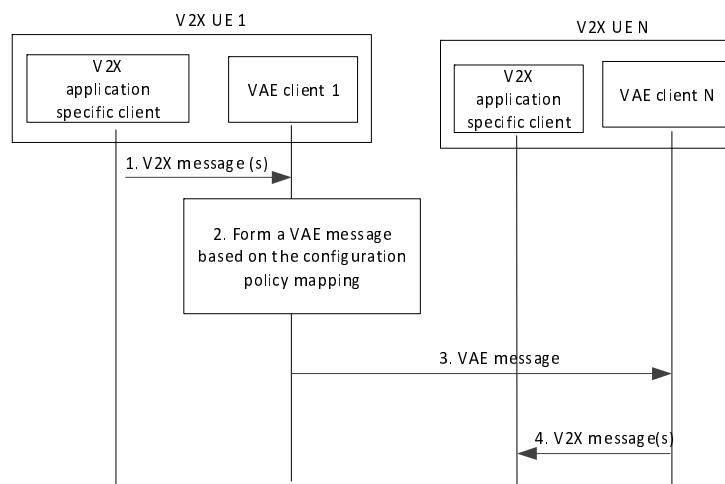 V2X UE 1
V2X UE N
V2X
application
specific client
VAE client 1
V2X
application
specific client
VAE client N
1. V2X message (s)
2. Form a VAE message
based on the configuration
policy mapping
3. VAE message
4. V2X message(s)